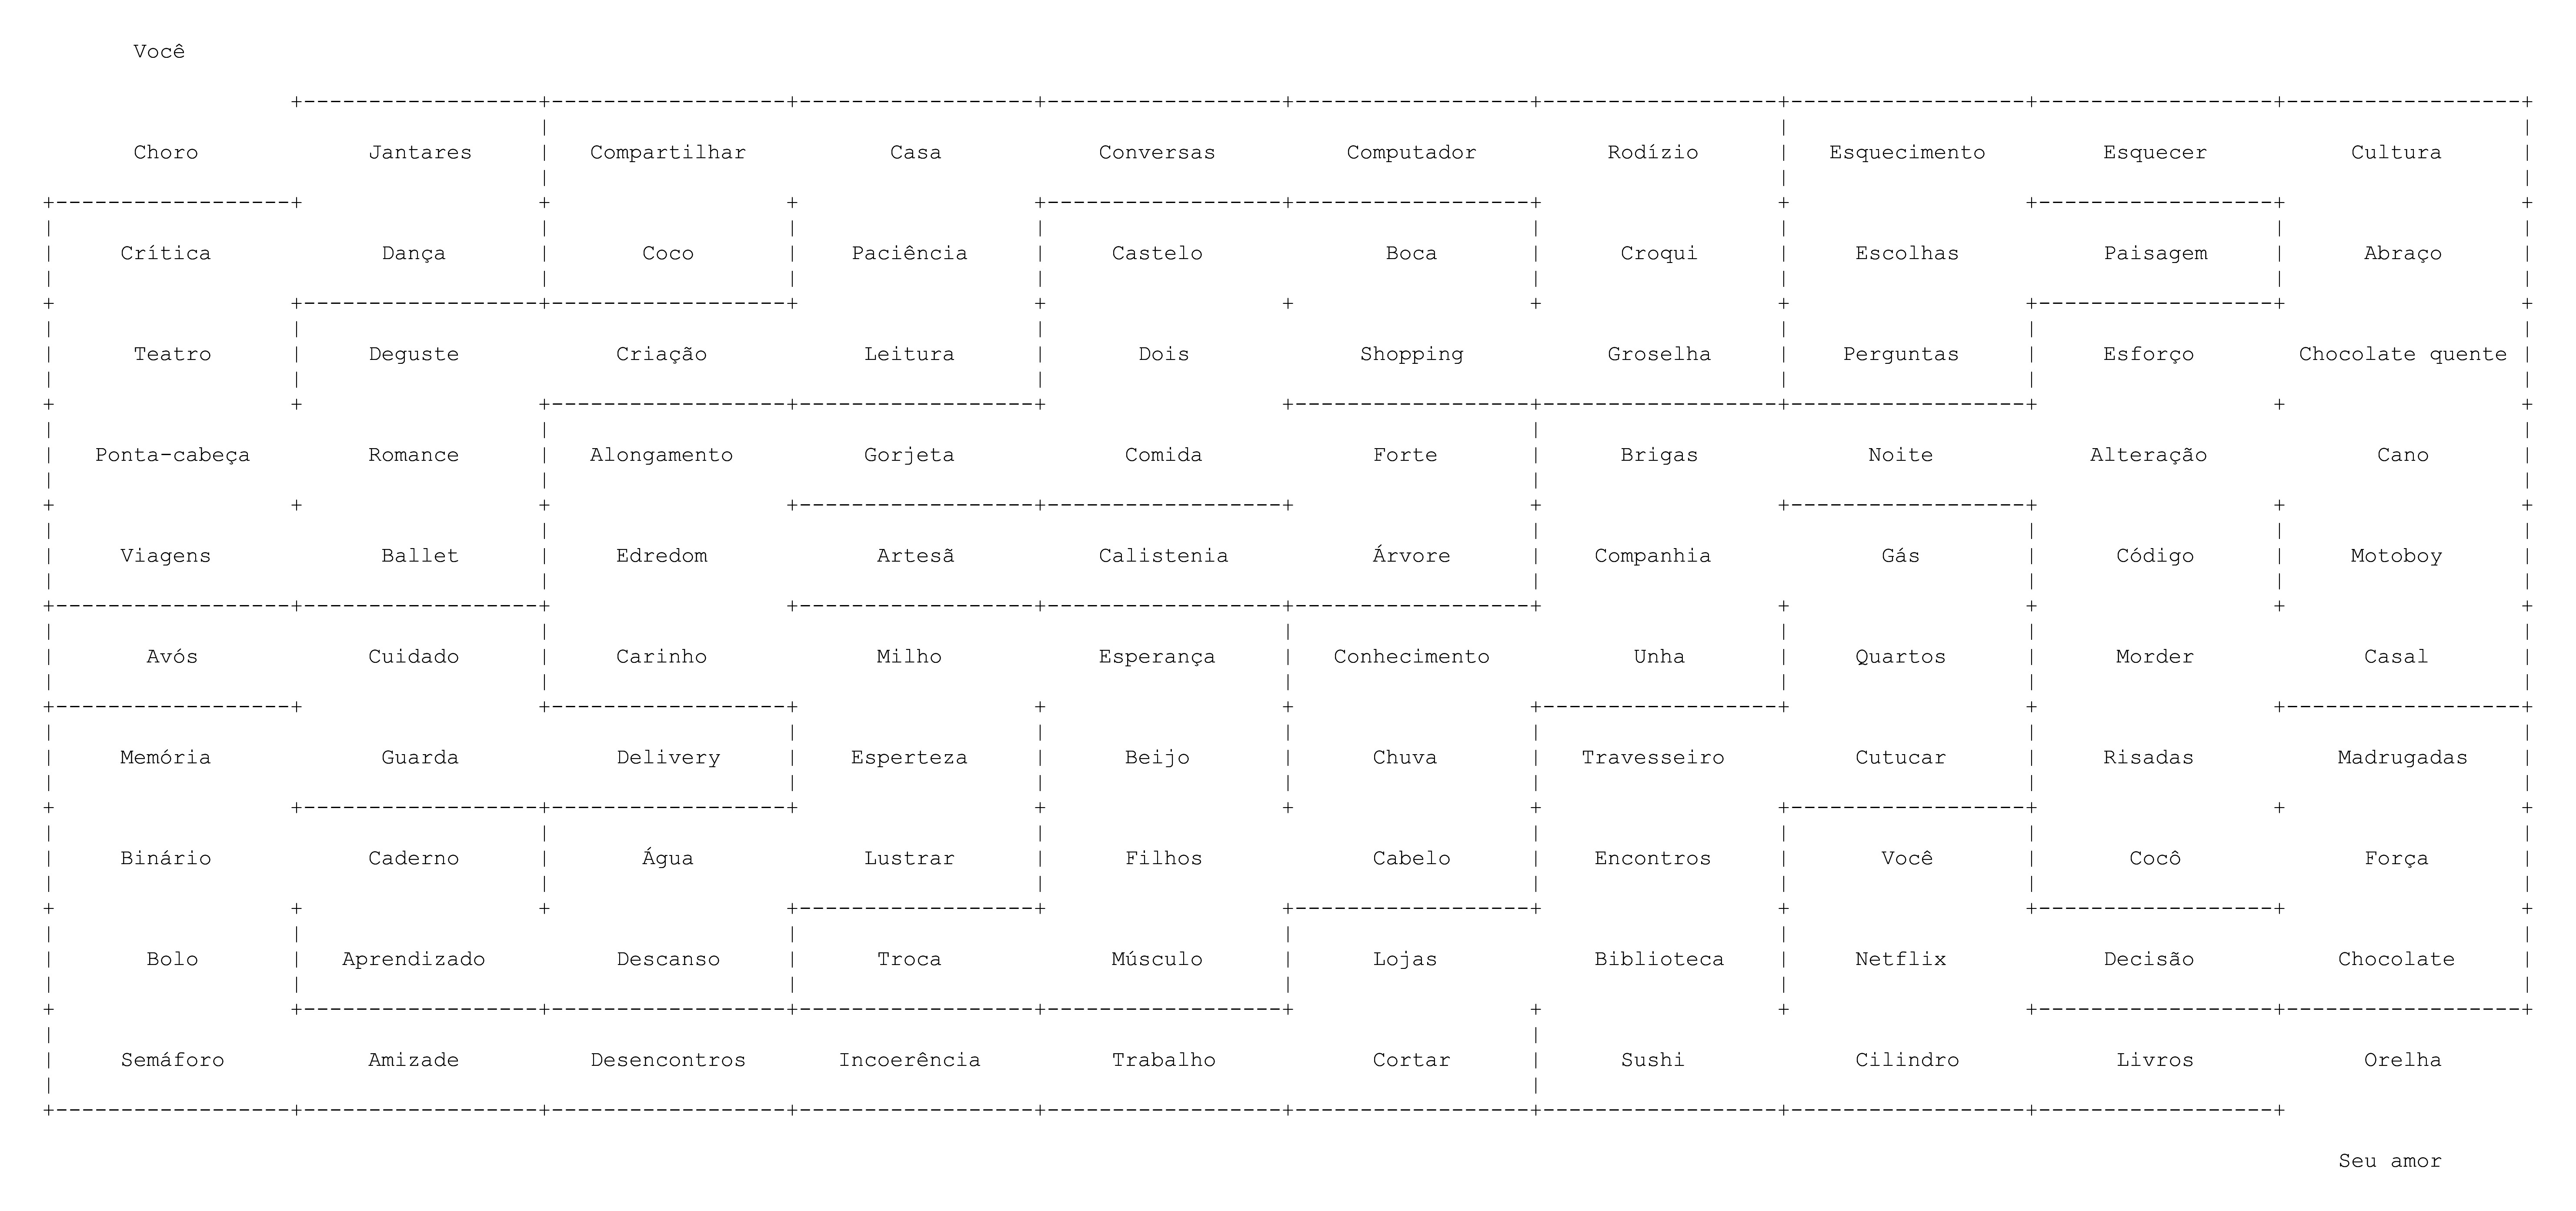 Você
Choro Jantares Compartilhar Casa Conversas Computador Rodízio Esquecimento Esquecer Cultura
Crítica Dança Coco Paciência Castelo Boca Croqui Escolhas Paisagem Abraço
Teatro Deguste Criação Leitura Dois Shopping Groselha Perguntas Esforço Chocolate quente
Ponta-cabeça Romance Alongamento Gorjeta Comida Forte Brigas Noite Alteração Cano
Viagens Ballet Edredom Artesã Calistenia Árvore Companhia Gás Código Motoboy
Avós Cuidado Carinho Milho Esperança Conhecimento Unha Quartos Morder Casal
Memória Guarda Delivery Esperteza Beijo Chuva Travesseiro Cutucar Risadas Madrugadas
Binário Caderno Água Lustrar Filhos Cabelo Encontros Você Cocô Força
Bolo Aprendizado Descanso Troca Músculo Lojas Biblioteca Netflix Decisão Chocolate
Semáforo Amizade Desencontros Incoerência Trabalho Cortar Sushi Cilindro Livros Orelha
Seu amor